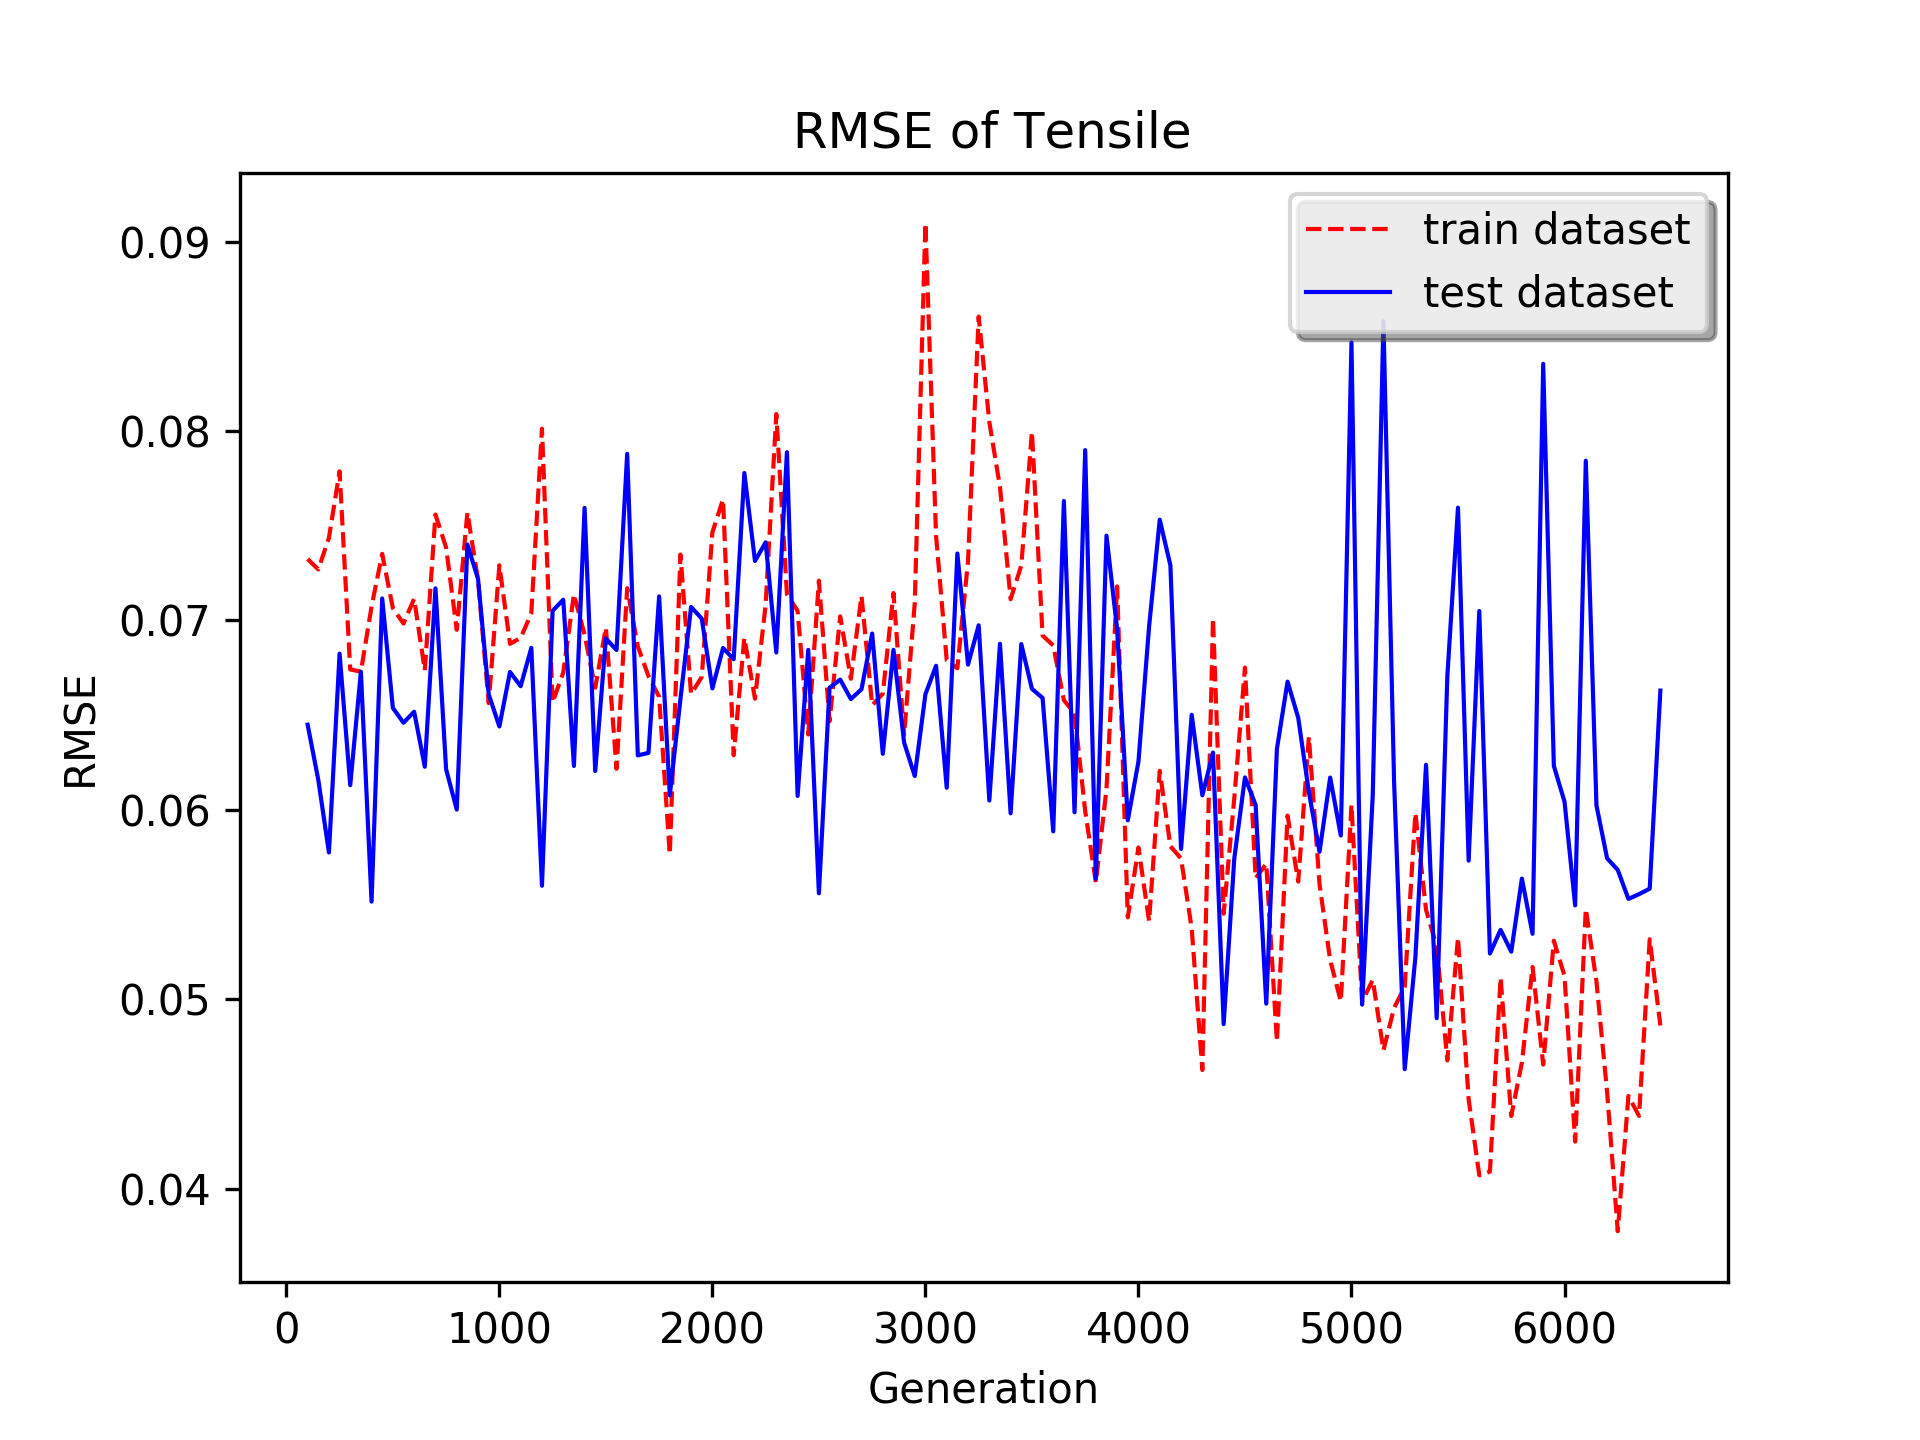 RMSE of Tensile
train dataset
test dataset
0.09
0.08
0.07
0.06
0.05
0.04
RMSE
0 1000 2000 3000 4000 5000 6000
Generation